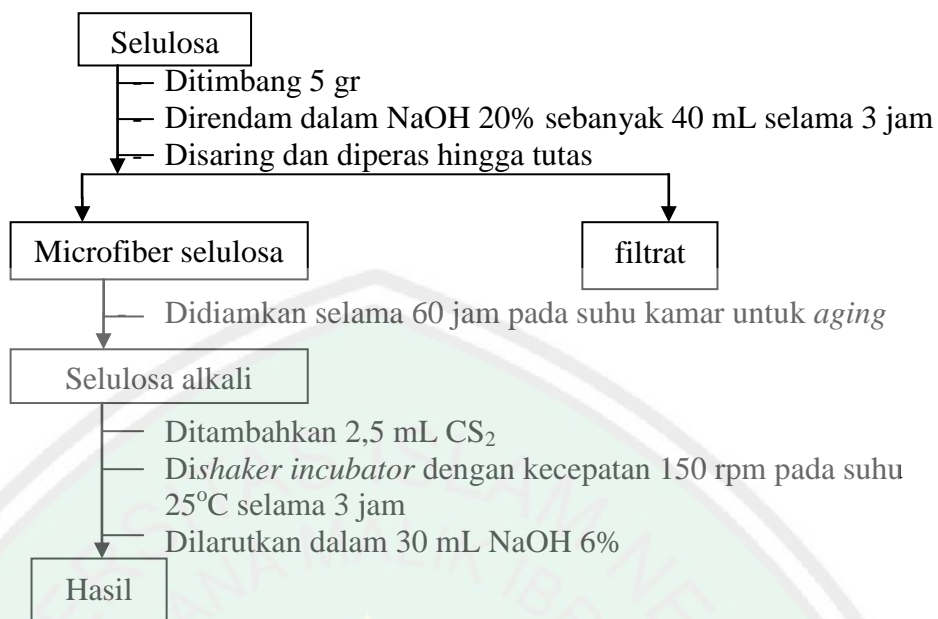 Selulosa
- Ditimbang 5 gr
- Direndam dalam NaOH 20% sebanyak 40 mL selama 3 jam
- Disaring dan diperas hingga tutas
Microfiber selulosa
filtrat
- Didiamkan selama 60 jam pada suhu kamar untuk aging
Selulosa alkali
Ditambahkan 2,5 mL CS₂
Dishaker incubator dengan kecepatan 150 rpm pada suhu
25°C selama 3 jam
Dilarutkan dalam 30 mL NaOH 6%
Hasil